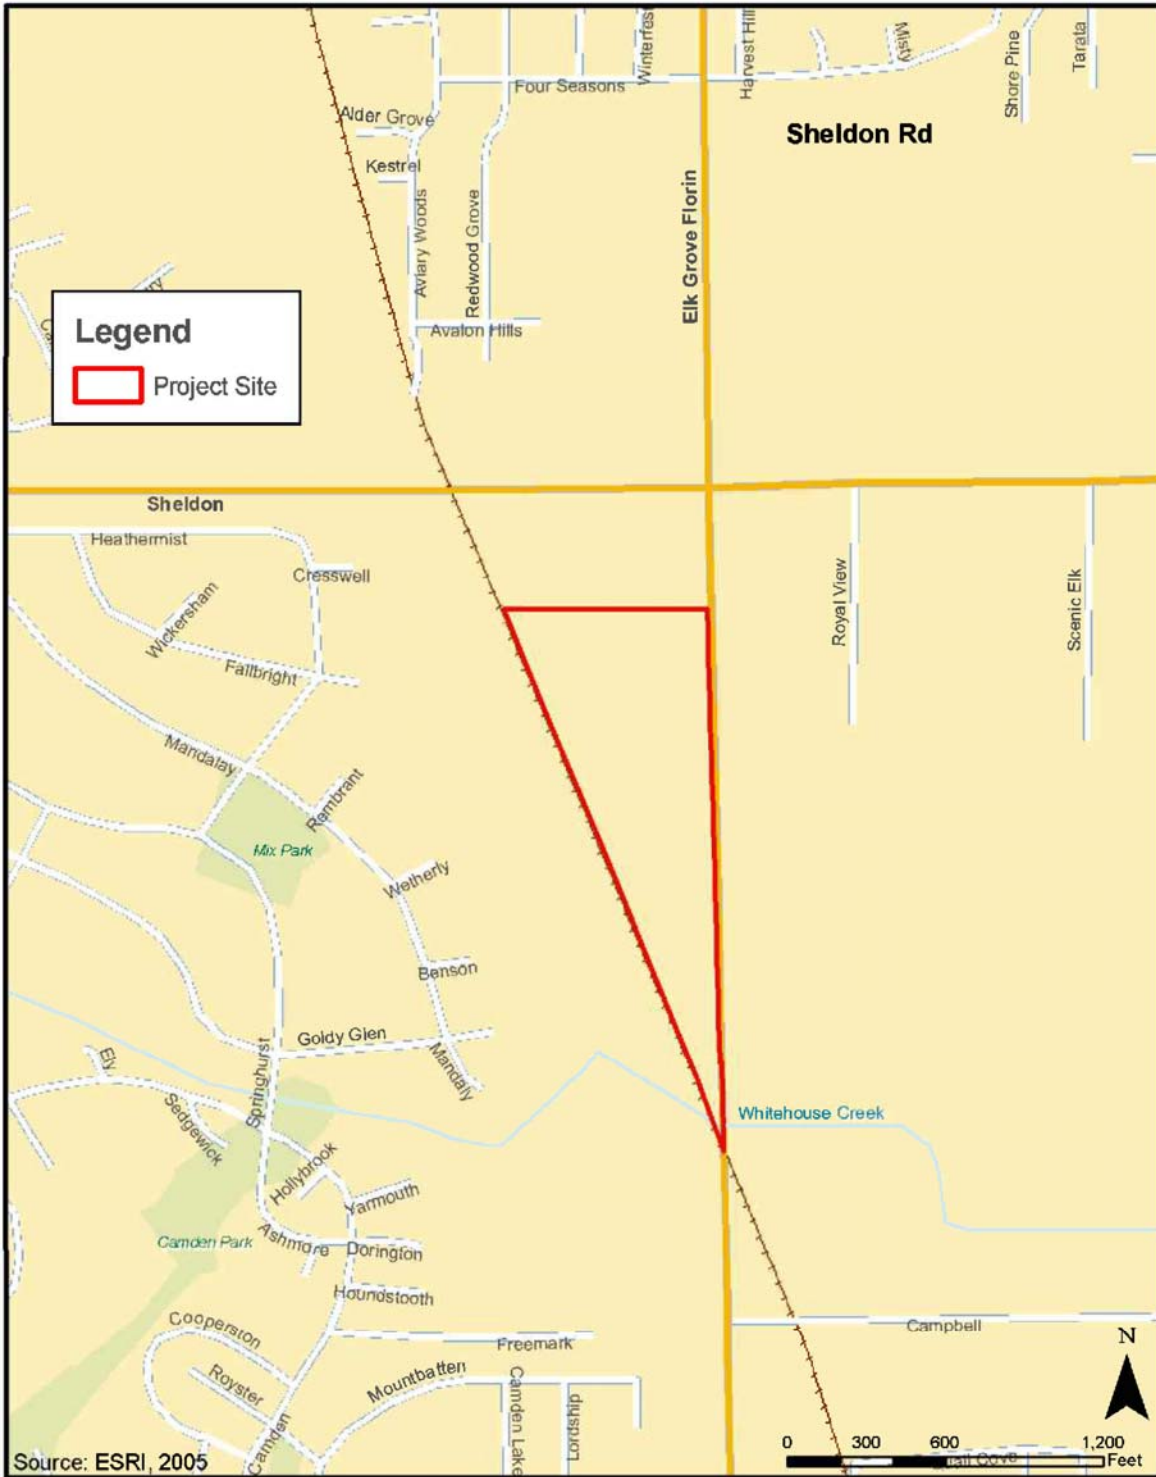 Winterfest
Harvest Hill
Misty
Shore Pine
Tarata
Four Seasons
Alder Grove
Sheldon Rd
Kestrel
Aviary Woods
Redwood Grove
Elk Grove Florin
Avalon Hills
Legend
Project Site
Sheldon
Heathermist
Cresswell
Wickersham
Fallbright
Royal View
Scenic Elk
Mandalay
Rembrant
Mix Park
Wetherly
Benson
Goldy Glen
Mandaly
Ely
Springhurst
Sedgewick
Whitehouse Creek
Hollybrook
Yarmouth
Ashmore
Dorington
Camden Park
Houndstooth
Cooperston
Freemark
Campbell
N
Royster
Mountbatten
Camden Lake
Lordship
Camden
0 300 600 1,200
Feet
Source: ESRI, 2005